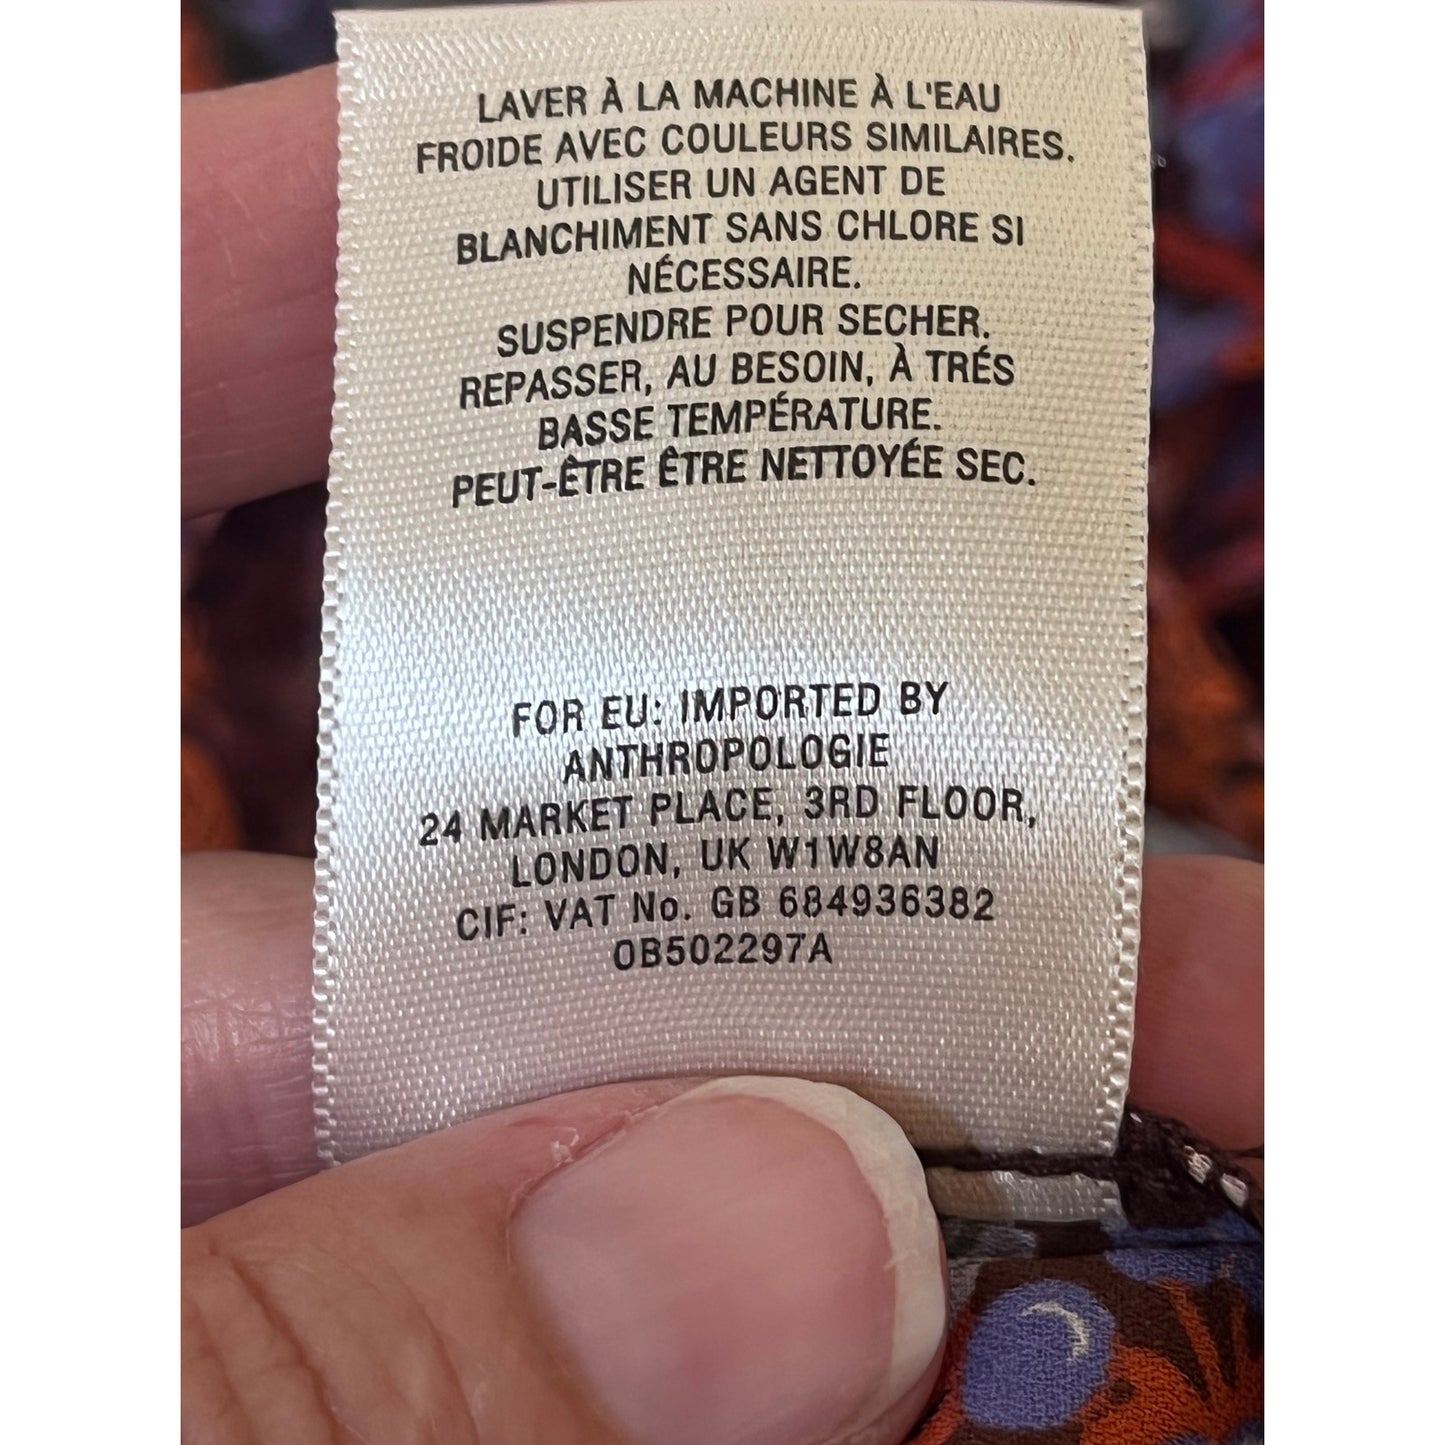 LAVER À LA MACHINE À L'EAU
FROIDE AVEC COULEURS SIMILAIRES.
UTILISER UN AGENT DE
BLANCHIMENT SANS CHLORE SI
NÉCESSAIRE.
SUSPENDRE POUR SECHER.
REPASSER, AU BESOIN, À TRÉS
BASSE TEMPÉRATURE.
PEUT-ÊTRE ÊTRE NETTOYÉE SEC.
FOR EU: IMPORTED BY
ANTHROPOLOGIE
24 MARKET PLACE, 3RD FLOOR,
LONDON, UK W1W8AN
CIF: VAT No. GB 684936382
0B502297A